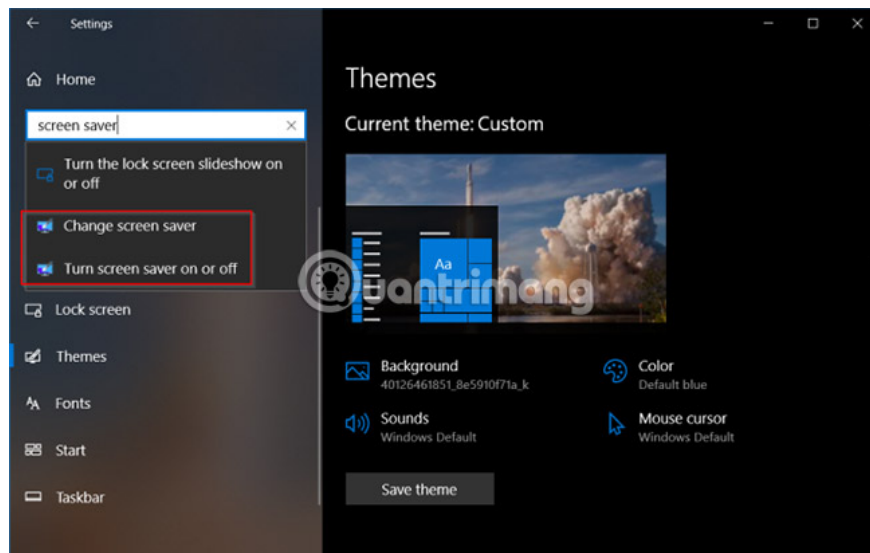 Settings
Home
screen saver
Turn the lock screen slideshow on
or off
Change screen saver
Turn screen saver on or off
Lock screen
Themes
Fonts
Start
Taskbar
Themes
Current theme: Custom
Aa
Quantrimang
Background
40126461851_8e5910f71a_k
Color
Default blue
Sounds
Windows Default
Mouse cursor
Windows Default
Save theme